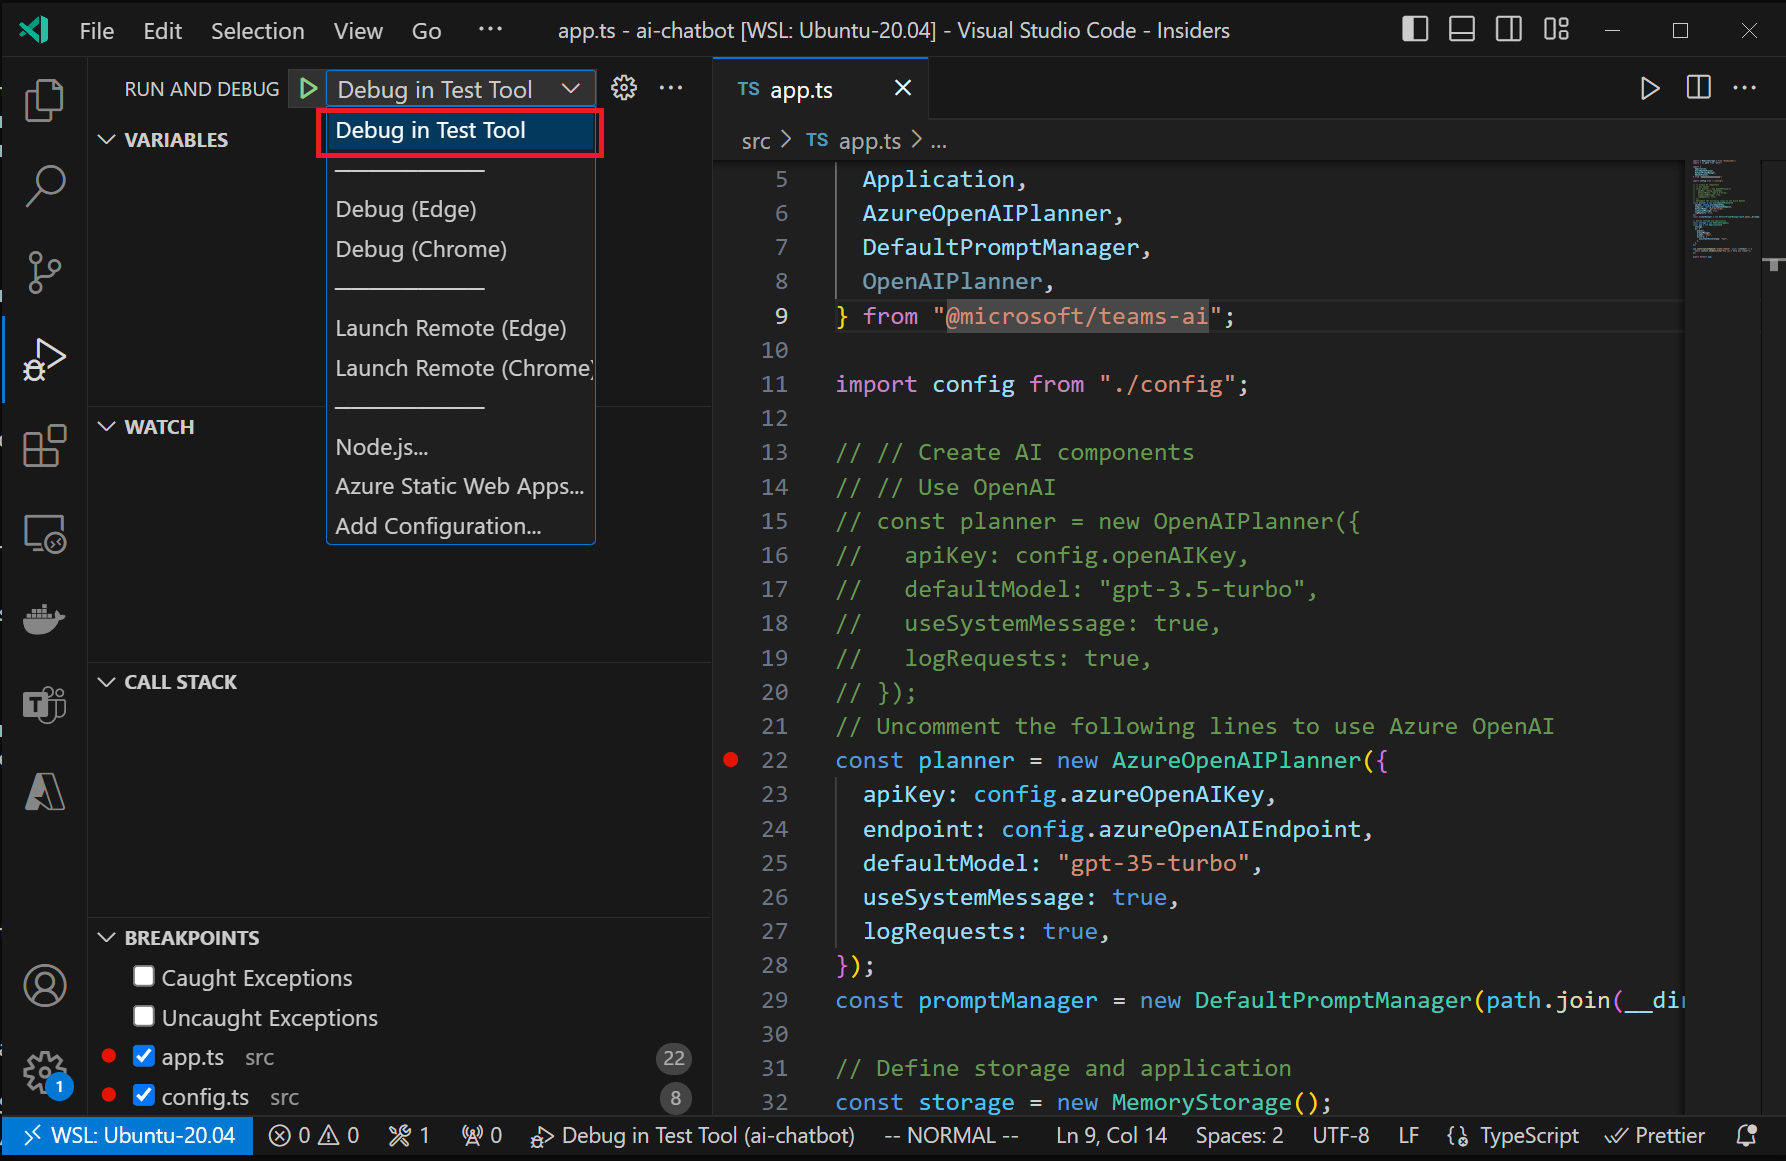 File Edit Selection View Go ··· app.ts - ai-chatbot [WSL: Ubuntu-20.04] - Visual Studio Code - Insiders
RUN AND DEBUG Debug in Test Tool ···
TS app.ts
src > TS app.ts > ...
Debug in Test Tool
Debug (Edge)
Debug (Chrome)
Launch Remote (Edge)
Launch Remote (Chrome)
Node.js...
Azure Static Web Apps...
Add Configuration...
VARIABLES
WATCH
CALL STACK
BREAKPOINTS
Caught Exceptions
Uncaught Exceptions
app.ts src 22
config.ts src 8
1
5 Application,
6 AzureOpenAIPlanner,
7 DefaultPromptManager,
8 OpenAIPlanner,
9 } from "@microsoft/teams-ai";
10
11 import config from "./config";
12
13 // // Create AI components
14 // // Use OpenAI
15 // const planner = new OpenAIPlanner({
16 //   apiKey: config.openAIKey,
17 //   defaultModel: "gpt-3.5-turbo",
18 //   useSystemMessage: true,
19 //   logRequests: true,
20 // });
21 // Uncomment the following lines to use Azure OpenAI
22 const planner = new AzureOpenAIPlanner({
23   apiKey: config.azureOpenAIKey,
24   endpoint: config.azureOpenAIEndpoint,
25   defaultModel: "gpt-35-turbo",
26   useSystemMessage: true,
27   logRequests: true,
28 });
29 const promptManager = new DefaultPromptManager(path.join(__dir
30
31 // Define storage and application
32 const storage = new MemoryStorage();
WSL: Ubuntu-20.04 0 0 1 0 Debug in Test Tool (ai-chatbot) -- NORMAL -- Ln 9, Col 14 Spaces: 2 UTF-8 LF TypeScript Prettier